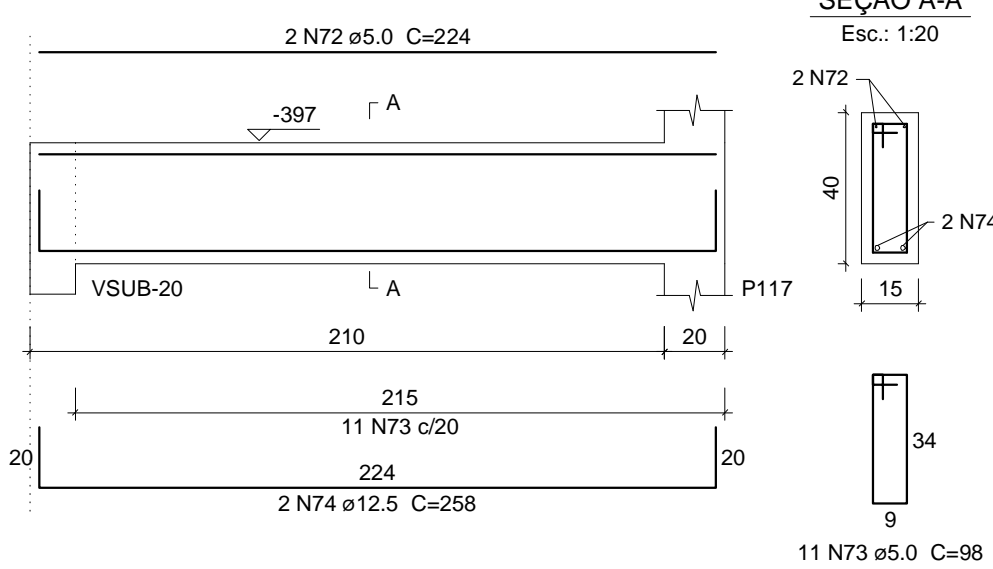 SEÇÃO A-A
Esc.: 1:20
2 N72 ø5.0 C=224
2 N72
A
-397
40
2 N74
VSUB-20
A
P117
15
210
20
215
11 N73 c/20
20
224
20
2 N74 ø12.5 C=258
34
9
11 N73 ø5.0 C=98